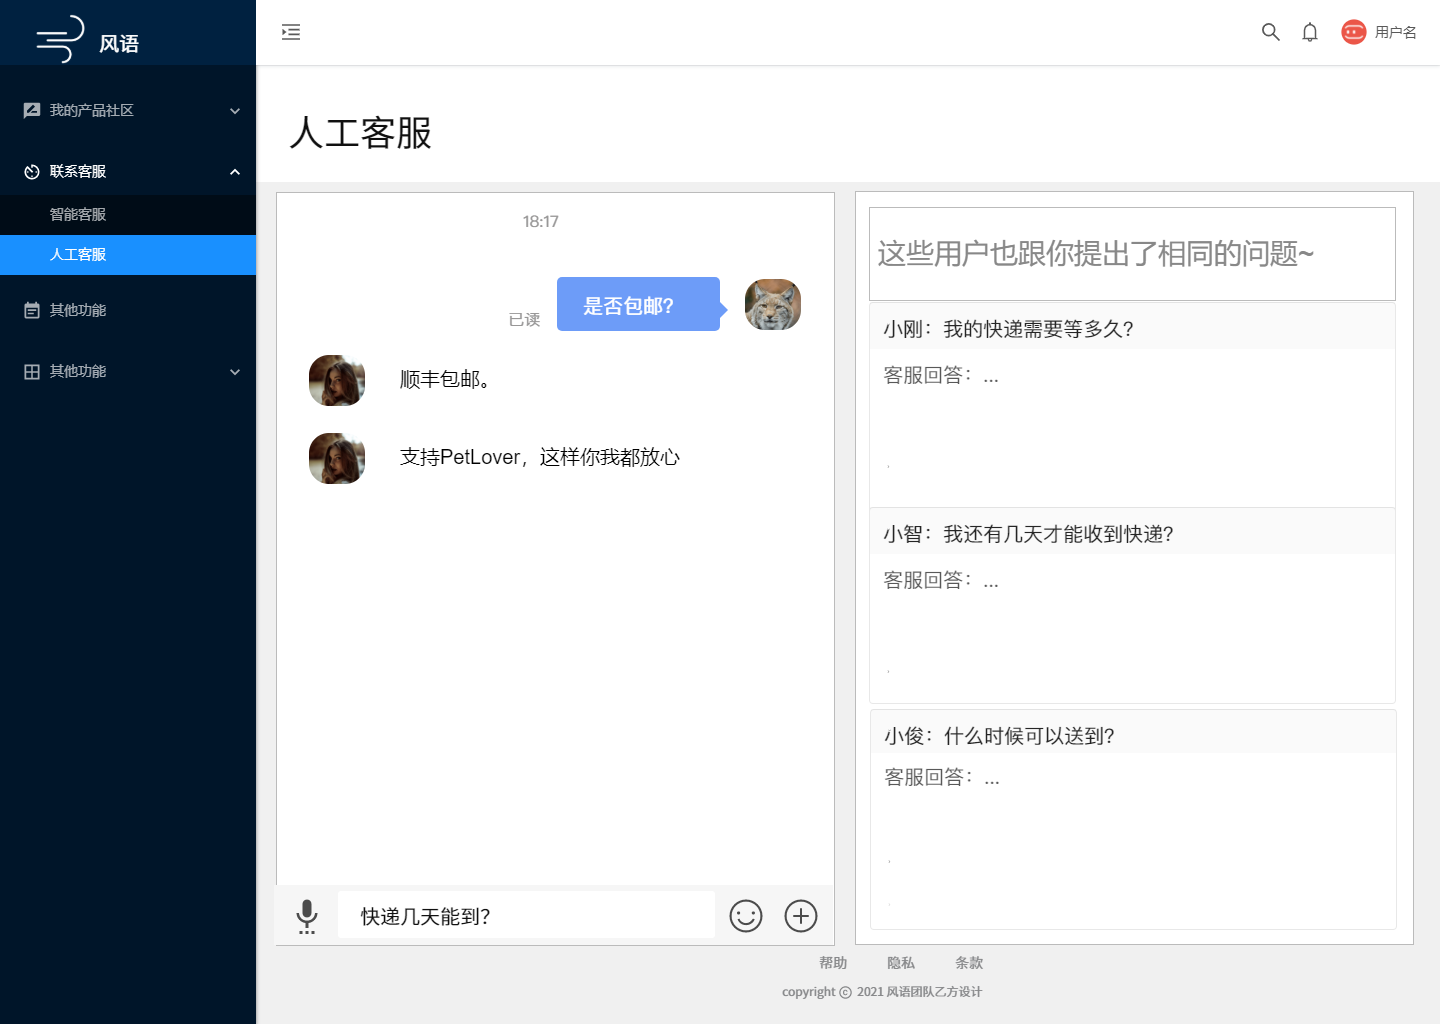 风语
用户名
我的产品社区
联系客服
智能客服
人工客服
其他功能
其他功能
人工客服
18:17
是否包邮？
已读
顺丰包邮。
支持PetLover，这样你我都放心
快递几天能到？
这些用户也跟你提出了相同的问题~
小刚：我的快递需要等多久？
客服回答：...
小智：我还有几天才能收到快递？
客服回答：...
小俊：什么时候可以送到？
客服回答：...
帮助 隐私 条款
copyright © 2021 风语团队乙方设计